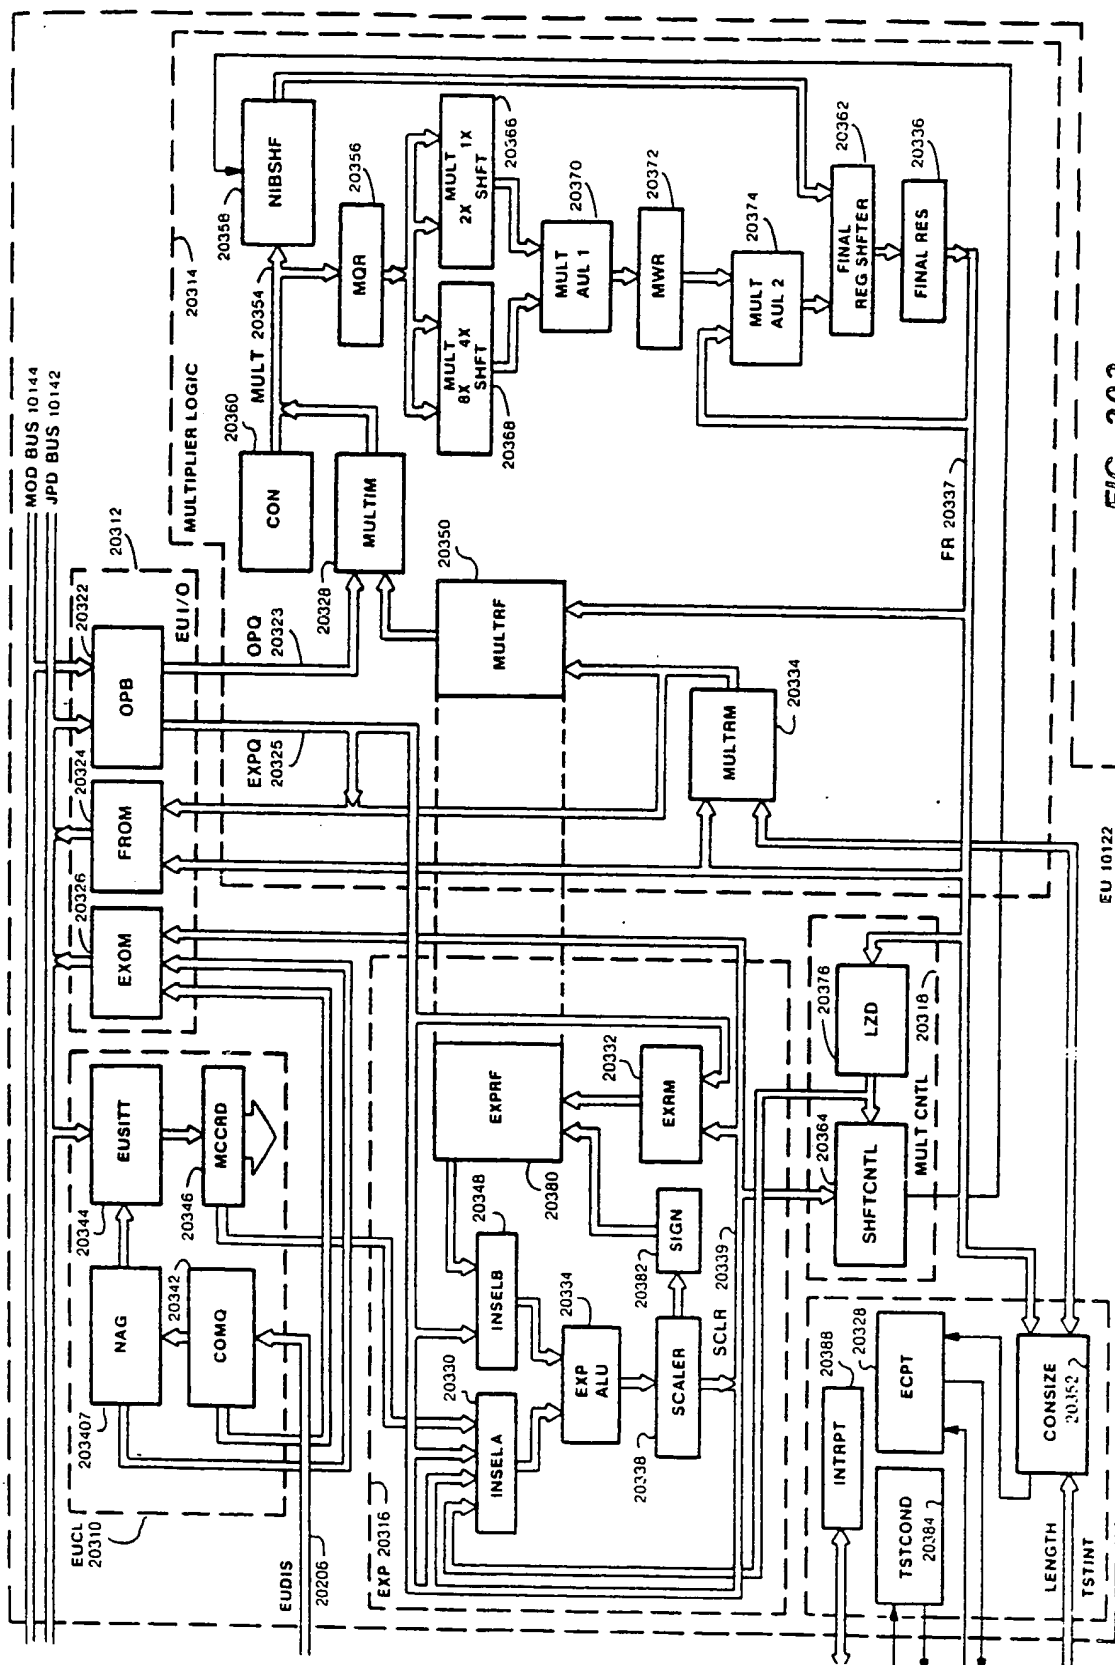 MOD BUS 10144
JPD BUS 10142
EUCL
20310
NAG
203407
EUSITT
20344
COMQ
20342
MCCRD
20346
EUDIS
20206
20312
EU I/O
EXOM
20326
FROM
20324
OPB
20322
OPQ
20323
EXPQ
20325
MULTIPLIER LOGIC
20314
CON
20360
MULT
20354
NIBSHF
20358
MULTIM
20328
MQR
20356
MULT
8X 4X
SHFT
20368
MULT
2X 1X
SHFT
20366
MULT
AUL 1
20370
MWR
20372
MULT
AUL 2
20374
FINAL
REG SHFTER
20362
FINAL RES
20336
FR 20337
MULTRF
20350
MULTRM
20334
EXP 20316
INSELA
20330
INSELB
20348
EXPRF
20380
EXP
ALU
20334
SCALER
20338
SIGN
20382
EXRM
20332
SCLR
20339
SHFTCNTL
20364
LZD
20376
MULT CNTL
20318
INTRPT
20388
TSTCOND
20384
ECPT
20328
CONSIZE
20352
LENGTH
TSTINT
EU 10122